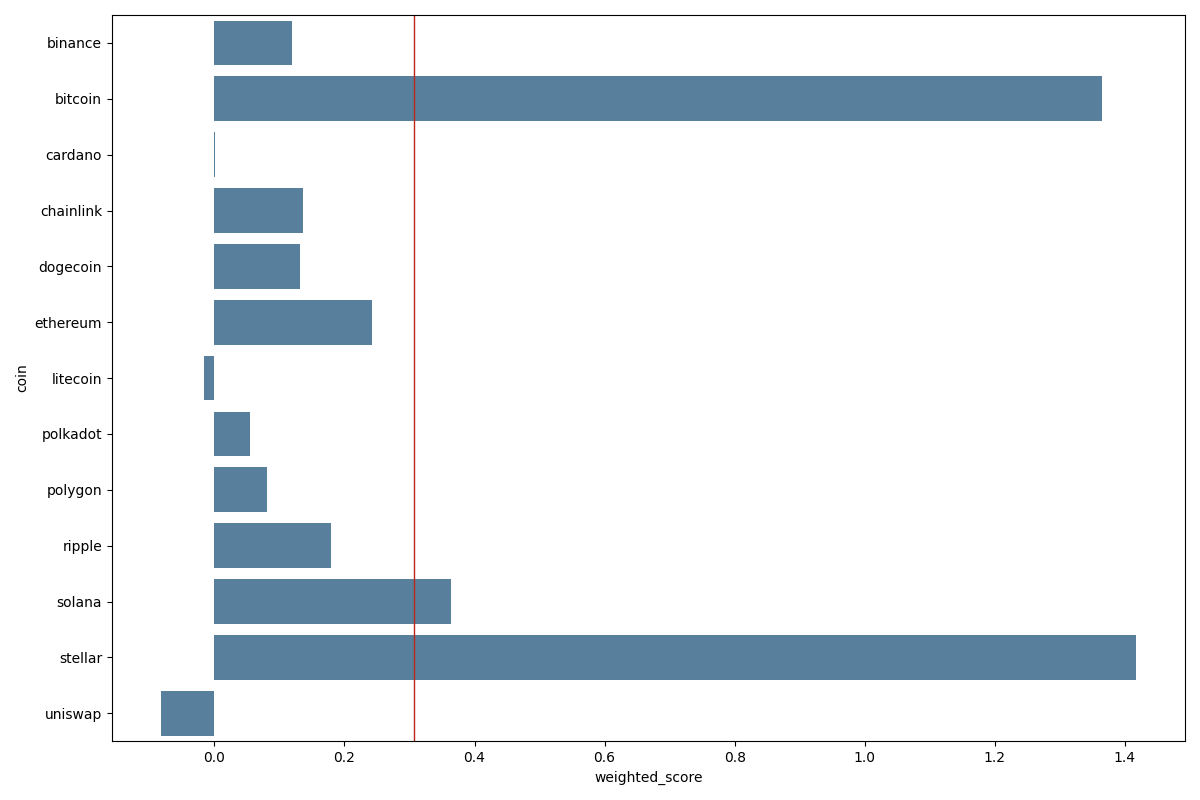 binance
bitcoin
cardano
chainlink
dogecoin
ethereum
litecoin
polkadot
polygon
ripple
solana
stellar
uniswap
coin
0.0 0.2 0.4 0.6 0.8 1.0 1.2 1.4
weighted_score